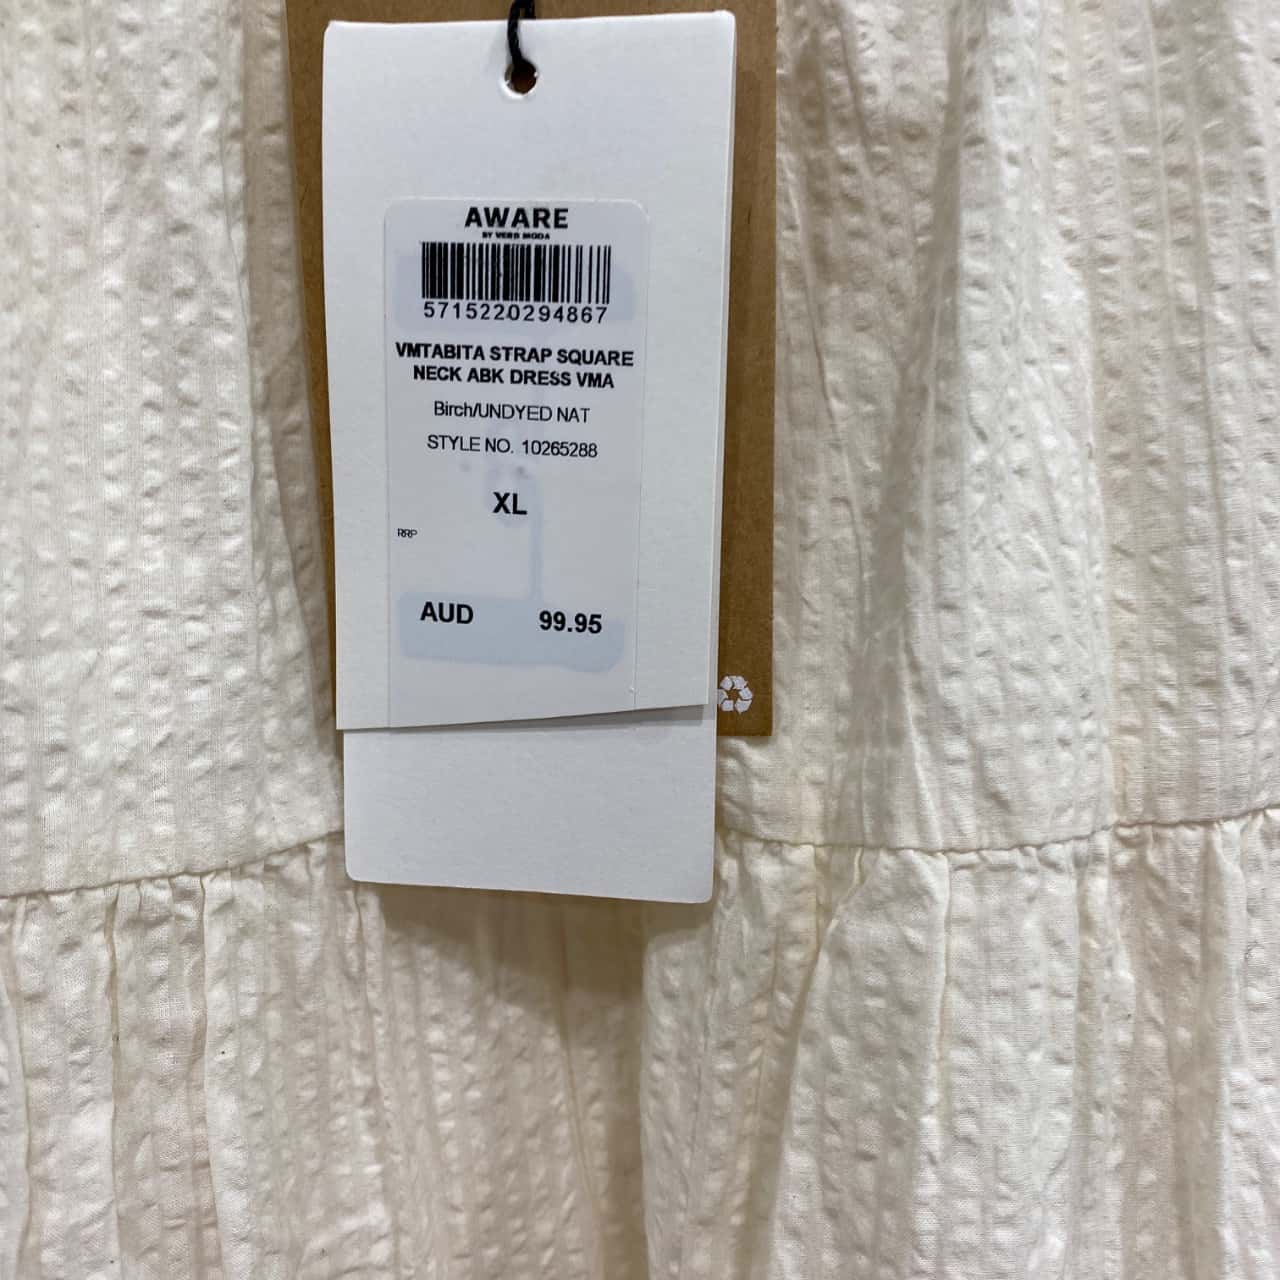 AWARE
BY VERO MODA
5715220294867
VMTABITA STRAP SQUARE
NECK ABK DRESS VMA
Birch/UNDYED NAT
STYLE NO. 10265288
XL
RRP
AUD 99.95